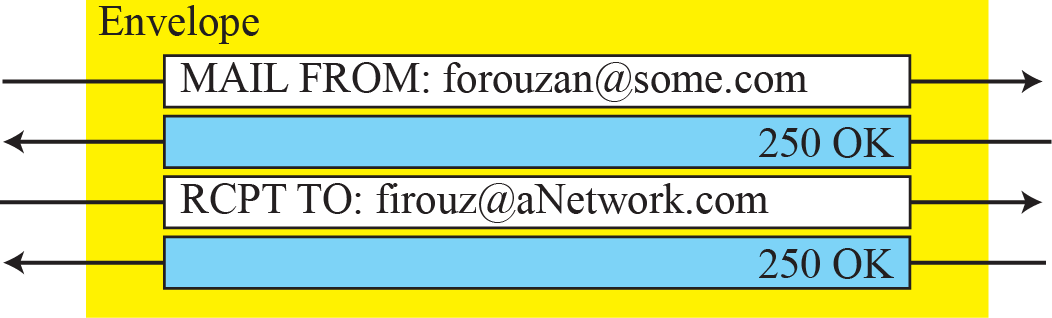 Envelope
MAIL FROM: forouzan@some.com
250 OK
RCPT TO: firouz@aNetwork.com
250 OK